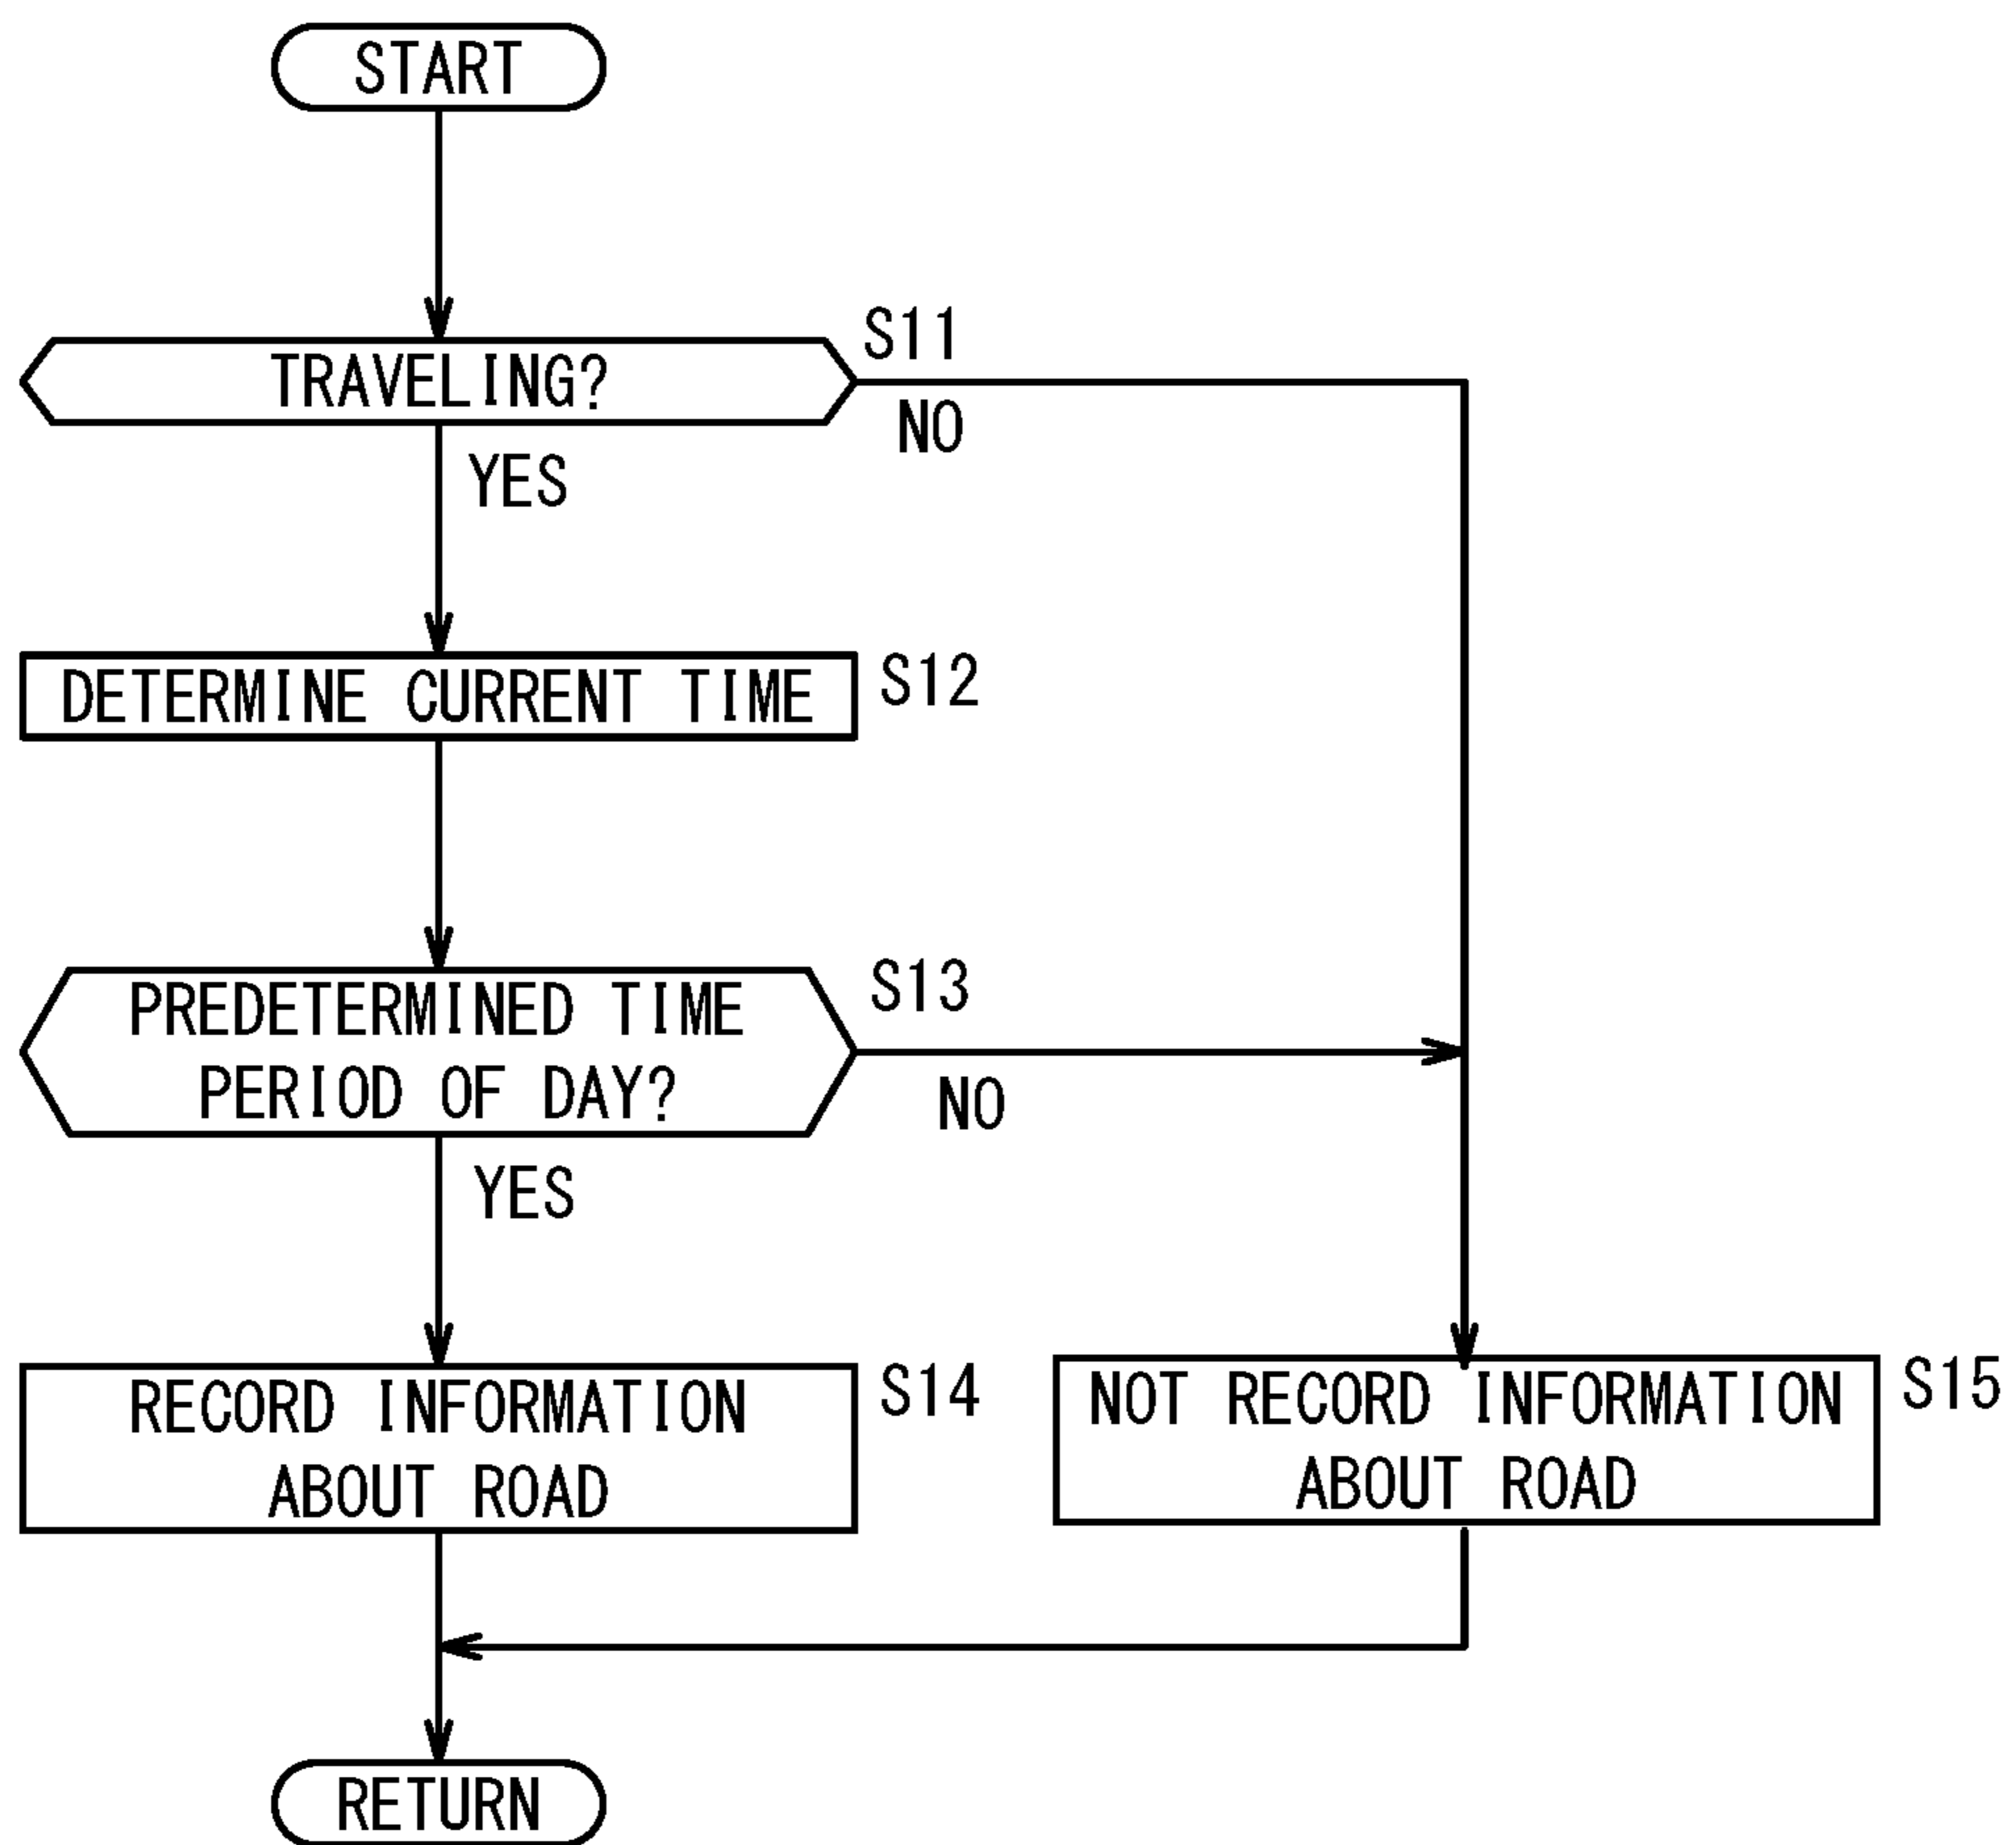 START
TRAVELING?
S11
NO
YES
DETERMINE CURRENT TIME
S12
PREDETERMINED TIME
PERIOD OF DAY?
S13
NO
YES
RECORD INFORMATION
ABOUT ROAD
S14
NOT RECORD INFORMATION
ABOUT ROAD
S15
RETURN